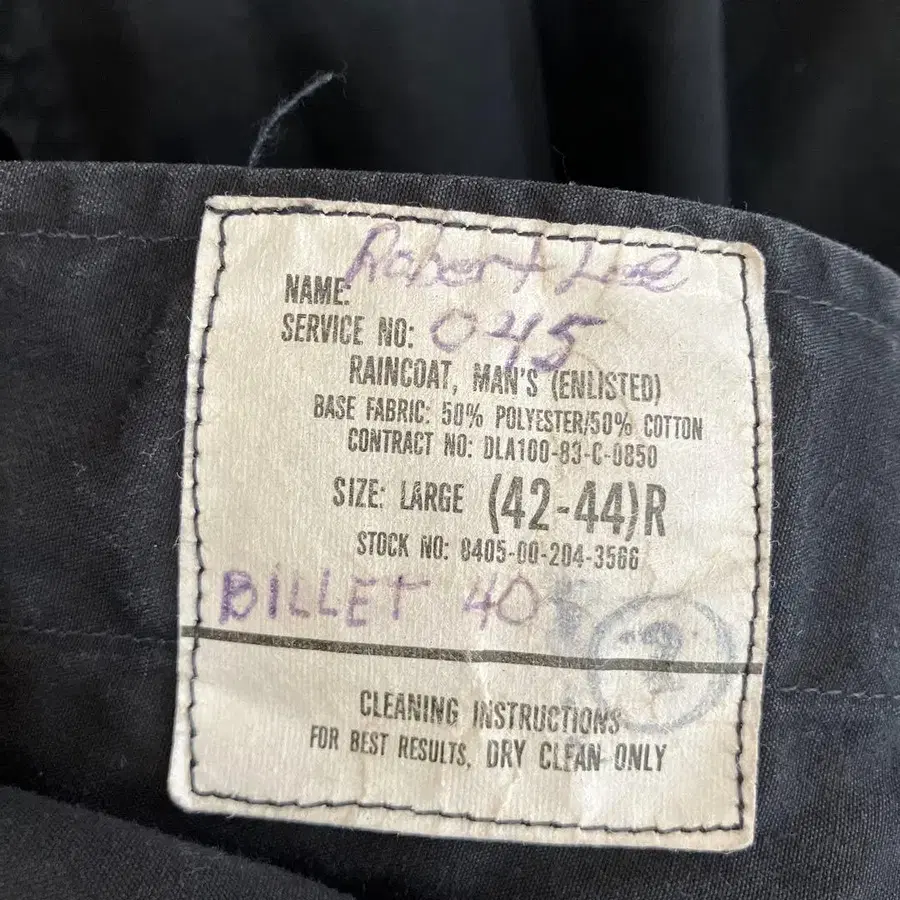 NAME: Robert Lee
SERVICE NO: 045
RAINCOAT, MAN'S (ENLISTED)
BASE FABRIC: 50% POLYESTER/50% COTTON
CONTRACT NO: DLA100-83-C-0850
SIZE: LARGE (42-44)R
STOCK NO: 8405-00-204-3566
BILLET
CLEANING INSTRUCTIONS
FOR BEST RESULTS, DRY CLEAN ONLY